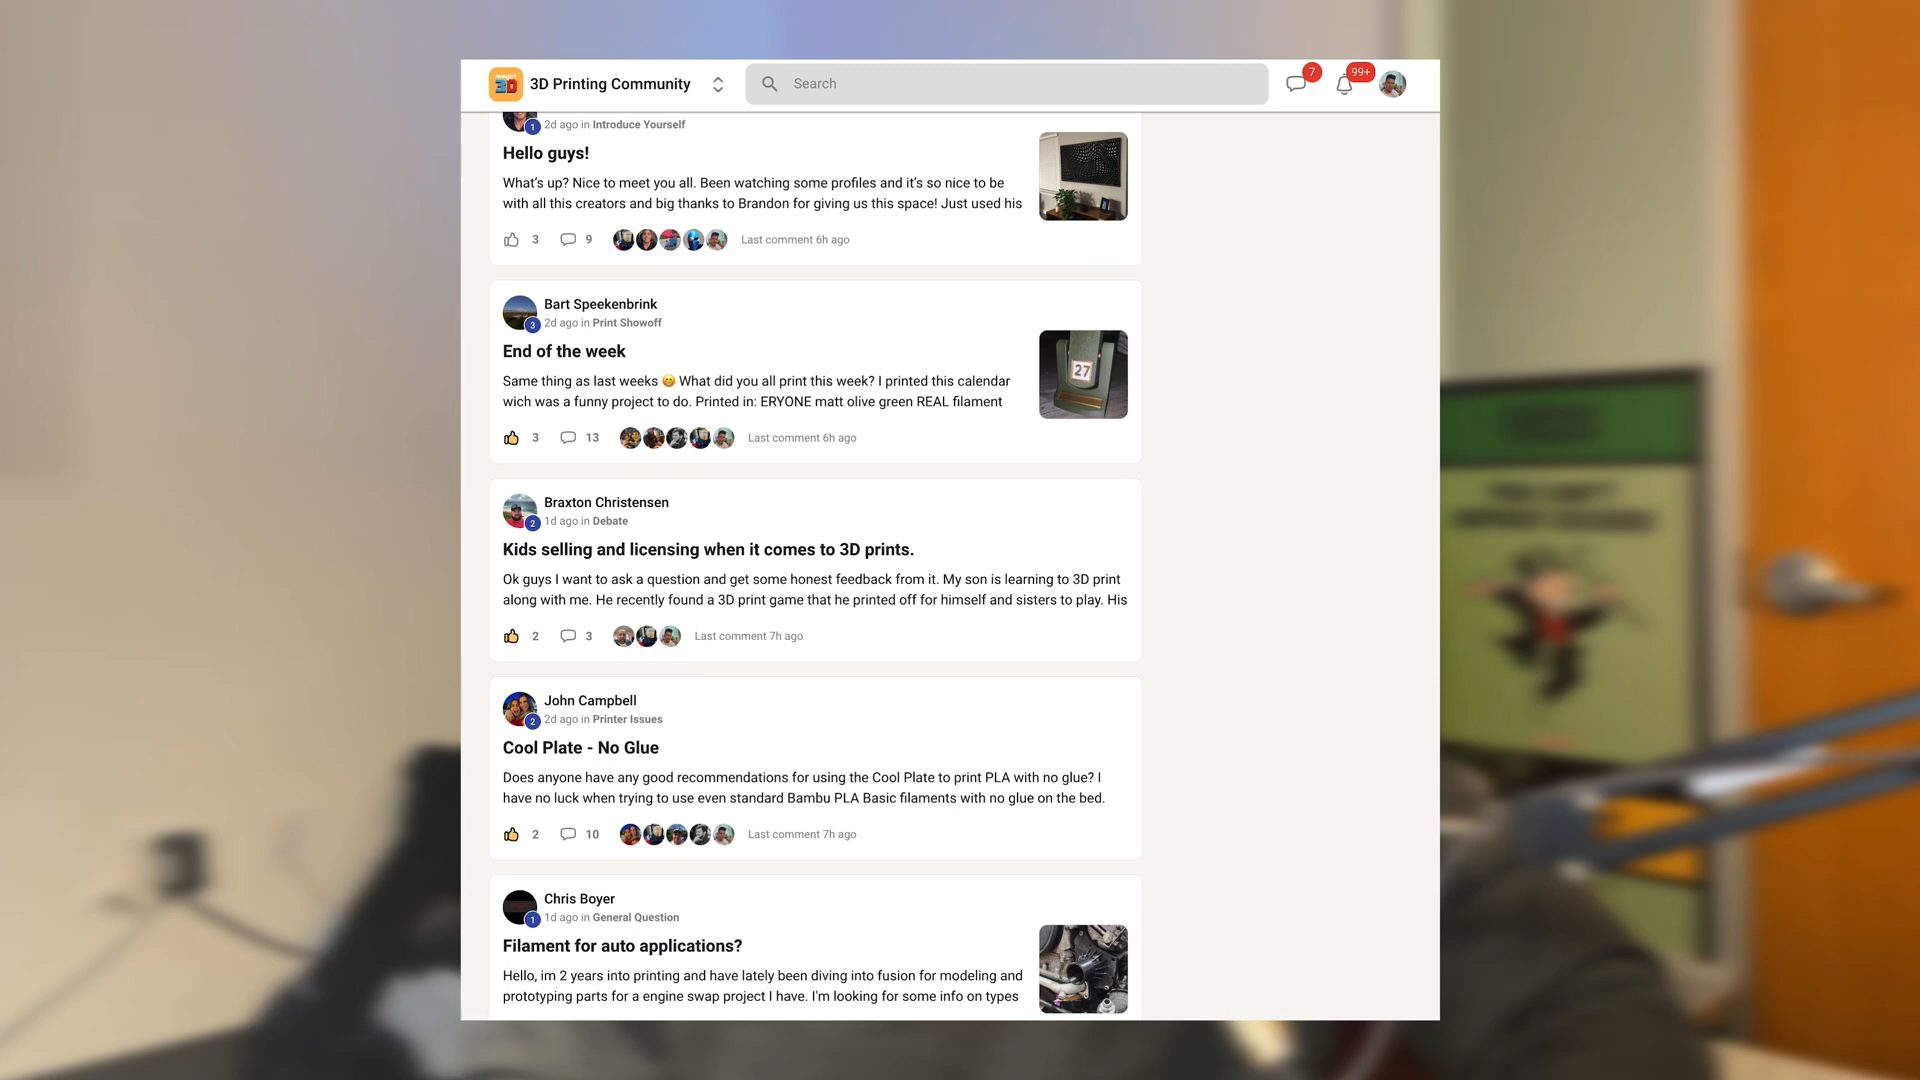 3D Printing Community
Search
7
99+
1
2d ago in Introduce Yourself
Hello guys!
What's up? Nice to meet you all. Been watching some profiles and it's so nice to be
with all this creators and big thanks to Brandon for giving us this space! Just used his
3 9 Last comment 6h ago
Bart Speekenbrink
3 2d ago in Print Showoff
End of the week
Same thing as last weeks 😁 What did you all print this week? I printed this calendar
wich was a funny project to do. Printed in: ERYONE matt olive green REAL filament
27
3 13 Last comment 6h ago
Braxton Christensen
2 1d ago in Debate
Kids selling and licensing when it comes to 3D prints.
Ok guys I want to ask a question and get some honest feedback from it. My son is learning to 3D print
along with me. He recently found a 3D print game that he printed off for himself and sisters to play. His
2 3 Last comment 7h ago
John Campbell
2 2d ago in Printer Issues
Cool Plate - No Glue
Does anyone have any good recommendations for using the Cool Plate to print PLA with no glue? I
have no luck when trying to use even standard Bambu PLA Basic filaments with no glue on the bed.
2 10 Last comment 7h ago
Chris Boyer
1 1d ago in General Question
Filament for auto applications?
Hello, im 2 years into printing and have lately been diving into fusion for modeling and
prototyping parts for a engine swap project I have. I'm looking for some info on types